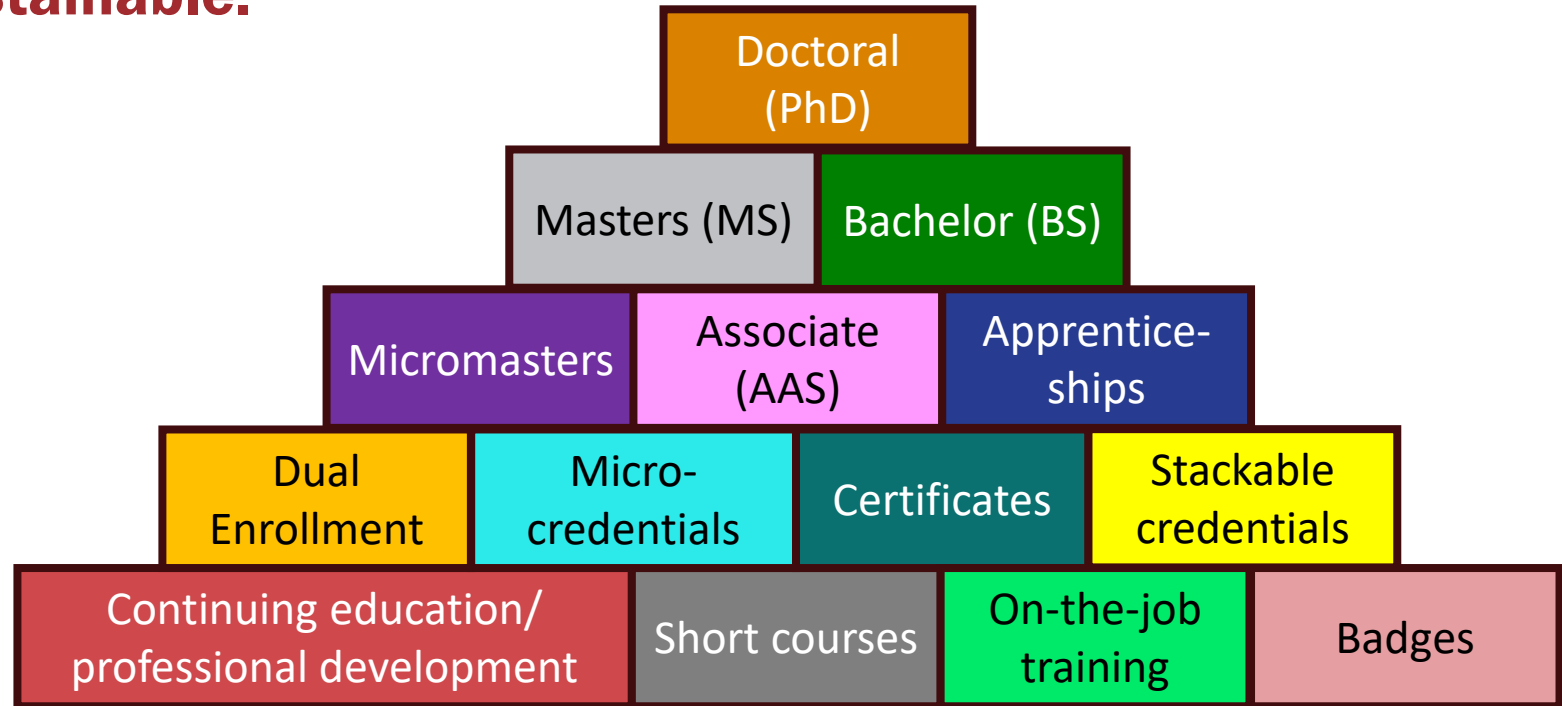 stainable.
Doctoral
(PhD)
Masters (MS)
Bachelor (BS)
Micromasters
Associate
(AAS)
Apprentice-
ships
Dual
Enrollment
Micro-
credentials
Certificates
Stackable
credentials
Continuing education/
professional development
Short courses
On-the-job
training
Badges